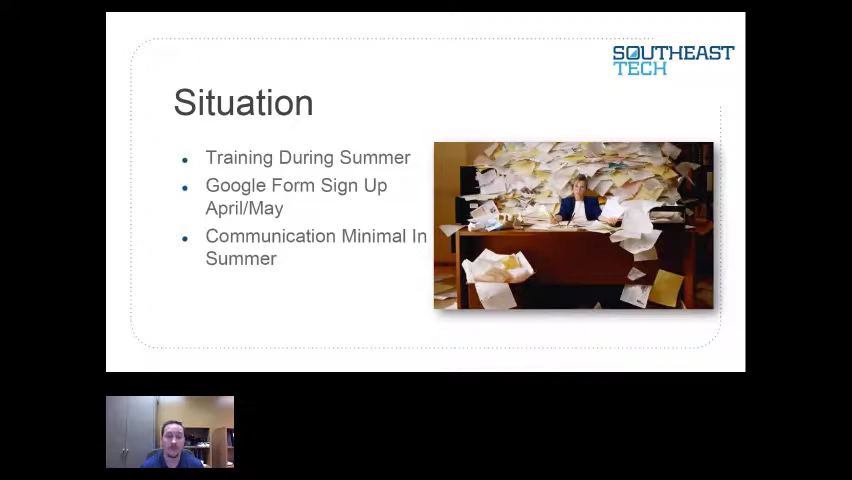 SOUTHEAST
TECH
Situation
Training During Summer
Google Form Sign Up
April/May
Communication Minimal In
Summer